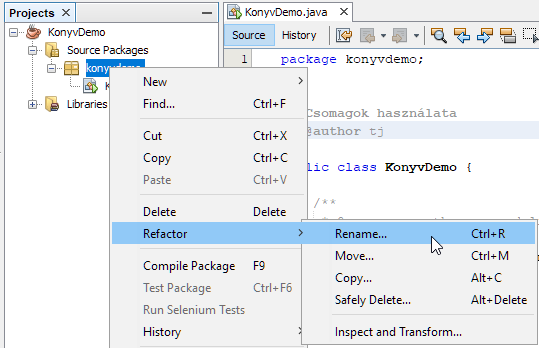 Projects
KonyvDemo
Source Packages
konyvdemo
Libraries
New
Find... Ctrl+F
Cut Ctrl+X
Copy Ctrl+C
Paste Ctrl+V
Delete Delete
Refactor
Compile Package F9
Test Package Ctrl+F6
Run Selenium Tests
History
Rename... Ctrl+R
Move... Ctrl+M
Copy... Alt+C
Safely Delete... Alt+Delete
Inspect and Transform...
KonyvDemo.java
Source History
1 package konyvdemo;
Csomagok használata
@author tj
lic class KonyvDemo {
/**